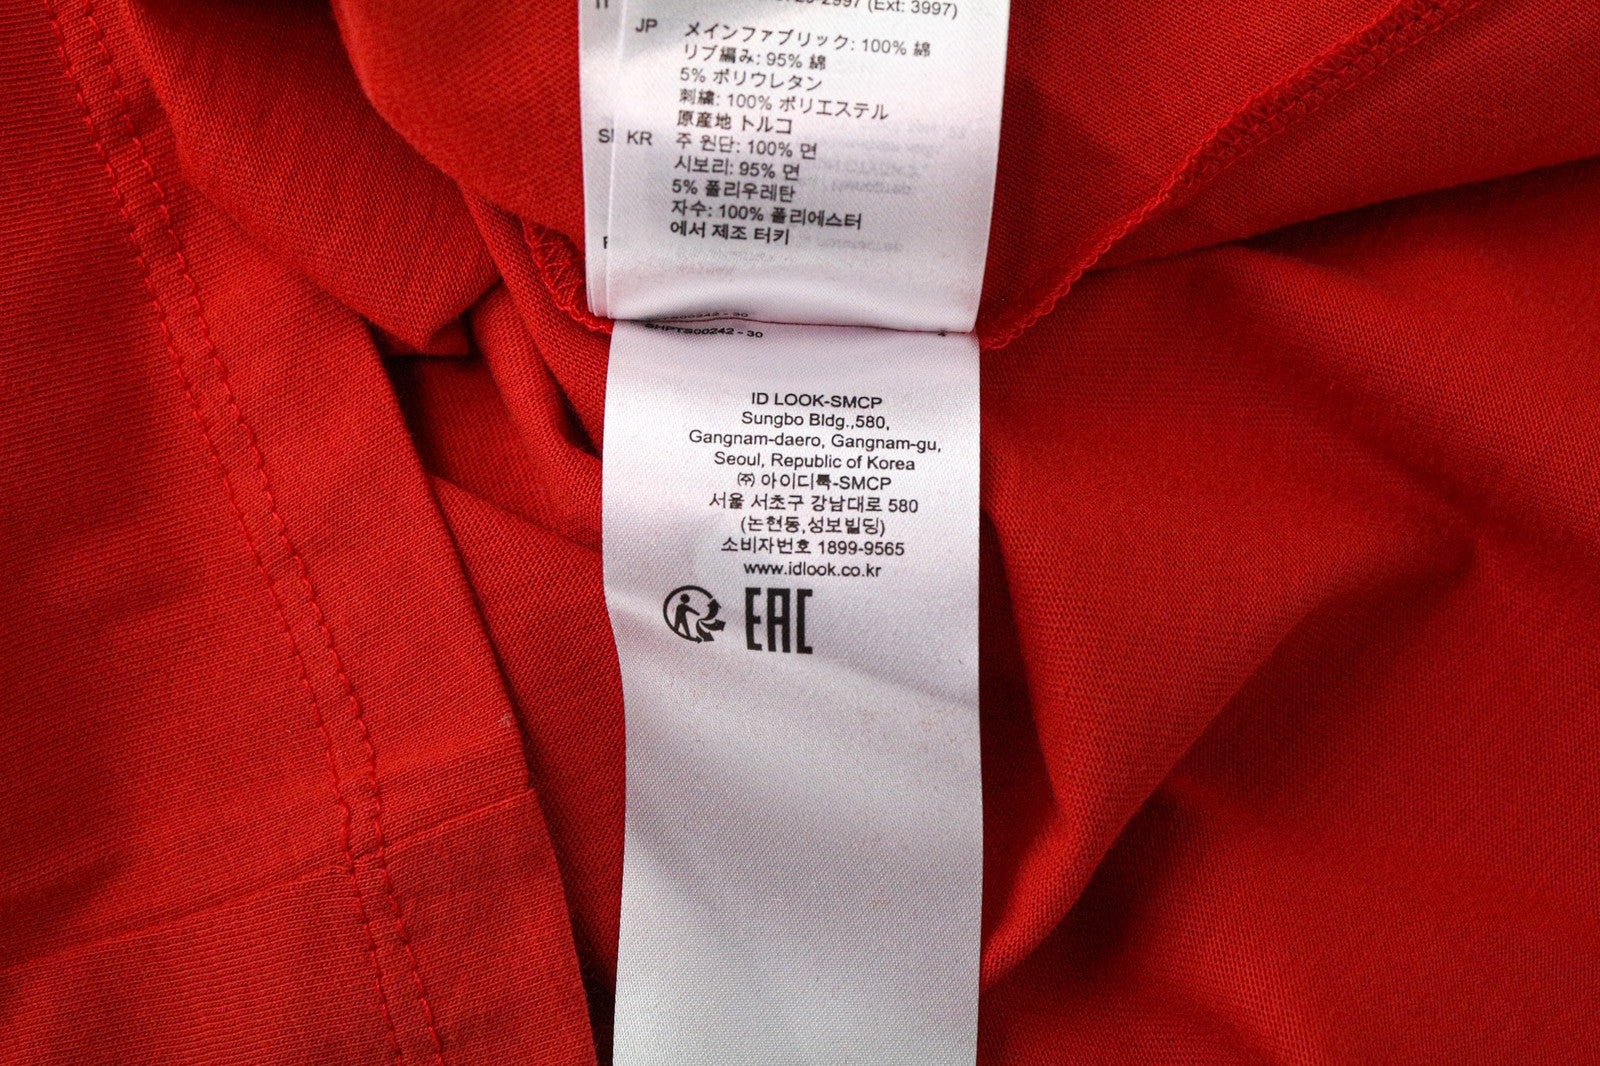 IT
2997 (Ext: 3997)
JP
メインファブリック: 100% 綿
リブ編み: 95% 綿
5% ポリウレタン
刺繍: 100% ポリエステル
原産地 トルコ
KR
주 원단: 100% 면
시보리: 95% 면
5% 폴리우레탄
자수: 100% 폴리에스터
에서 제조 터키
SHPTS00242 - 30
ID LOOK-SMCP
Sungbo Bldg.,580,
Gangnam-daero, Gangnam-gu,
Seoul, Republic of Korea
㈜ 아이디룩-SMCP
서울 서초구 강남대로 580
(논현동,성보빌딩)
소비자번호 1899-9565
www.idlook.co.kr
EAC